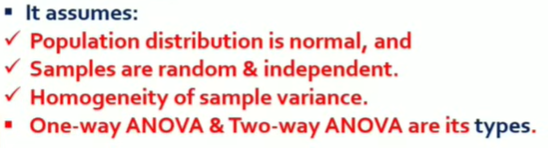 ▪ It assumes:
✓ Population distribution is normal, and
✓ Samples are random & independent.
✓ Homogeneity of sample variance.
▪ One-way ANOVA & Two-way ANOVA are its types.